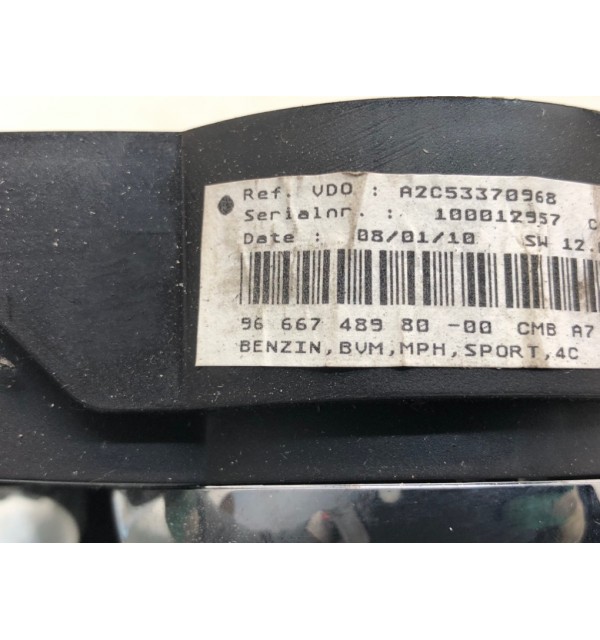 Ref. VDO : A2C53370968
Serialnr. : 100012957 C
Date : 08/01/10 SW 12.
96 667 489 80 -00 CMB A7
BENZIN,BVM,MPH,SPORT,4C